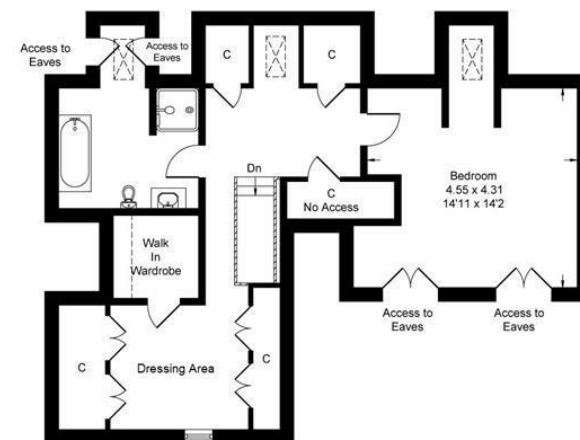 Access to
Eaves
Access to
Eaves
C
C
Dn
Bedroom
4.55 x 4.31
14'11 x 14'2
C
No Access
Walk
In
Wardrobe
Access to
Eaves
Access to
Eaves
C
Dressing Area
C